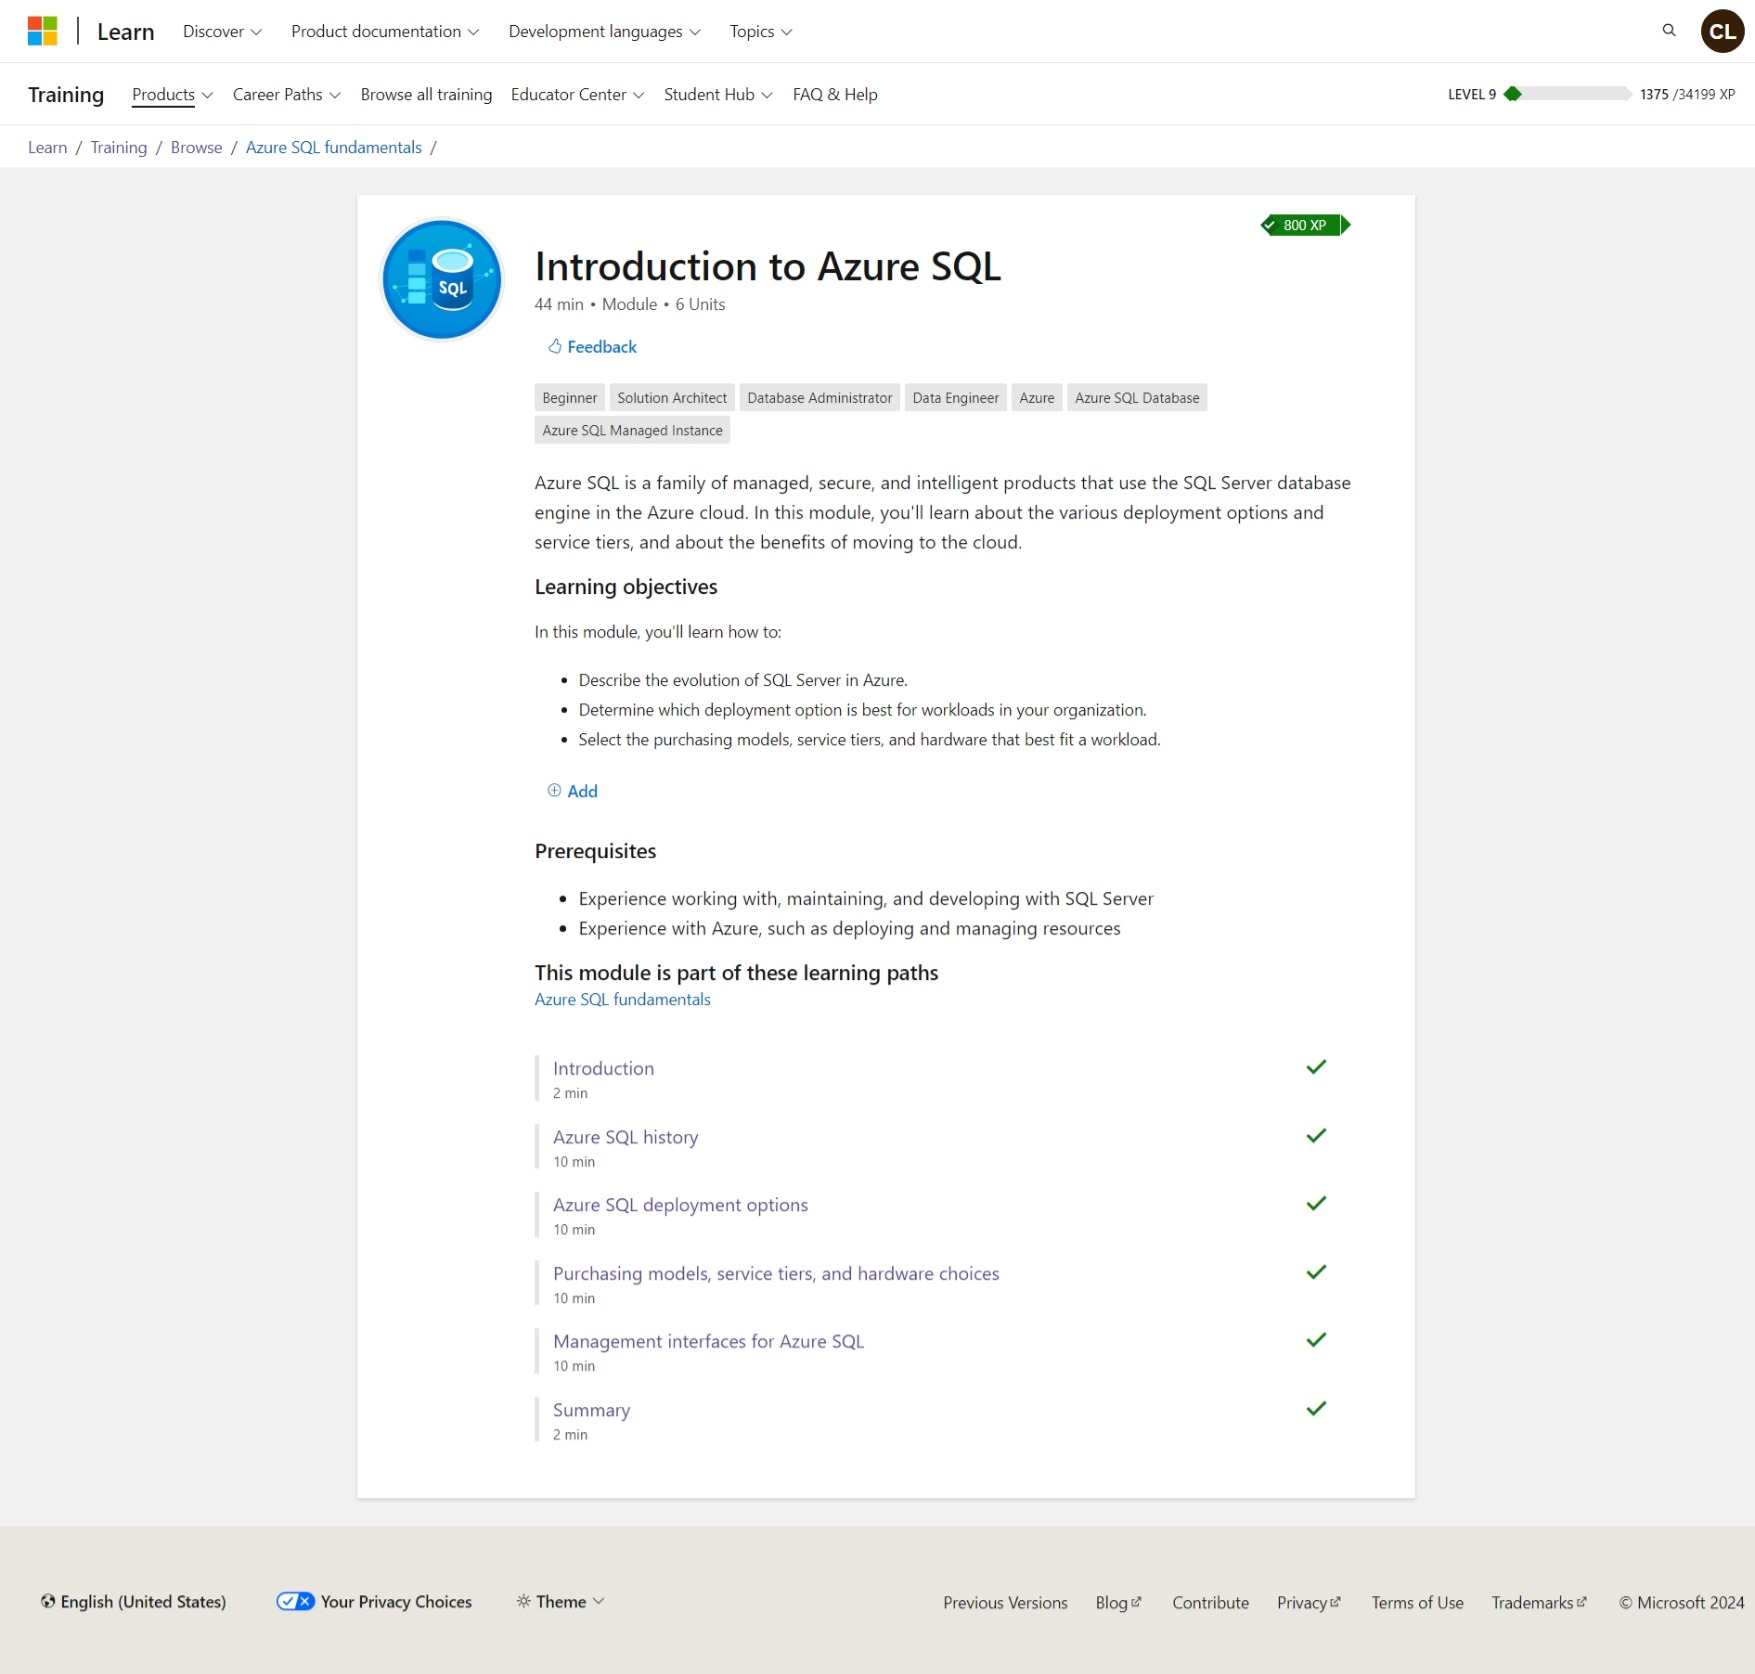 Learn
Discover
Product documentation
Development languages
Topics
CL
Training
Products
Career Paths
Browse all training
Educator Center
Student Hub
FAQ & Help
LEVEL 9
1375 /34199 XP
Learn / Training / Browse / Azure SQL fundamentals /
800 XP
SQL
Introduction to Azure SQL
44 min • Module • 6 Units
Feedback
Beginner
Solution Architect
Database Administrator
Data Engineer
Azure
Azure SQL Database
Azure SQL Managed Instance
Azure SQL is a family of managed, secure, and intelligent products that use the SQL Server database
engine in the Azure cloud. In this module, you'll learn about the various deployment options and
service tiers, and about the benefits of moving to the cloud.
Learning objectives
In this module, you'll learn how to:
• Describe the evolution of SQL Server in Azure.
• Determine which deployment option is best for workloads in your organization.
• Select the purchasing models, service tiers, and hardware that best fit a workload.
Add
Prerequisites
• Experience working with, maintaining, and developing with SQL Server
• Experience with Azure, such as deploying and managing resources
This module is part of these learning paths
Azure SQL fundamentals
Introduction
2 min
Azure SQL history
10 min
Azure SQL deployment options
10 min
Purchasing models, service tiers, and hardware choices
10 min
Management interfaces for Azure SQL
10 min
Summary
2 min
English (United States)
Your Privacy Choices
Theme
Previous Versions
Blog
Contribute
Privacy
Terms of Use
Trademarks
© Microsoft 2024